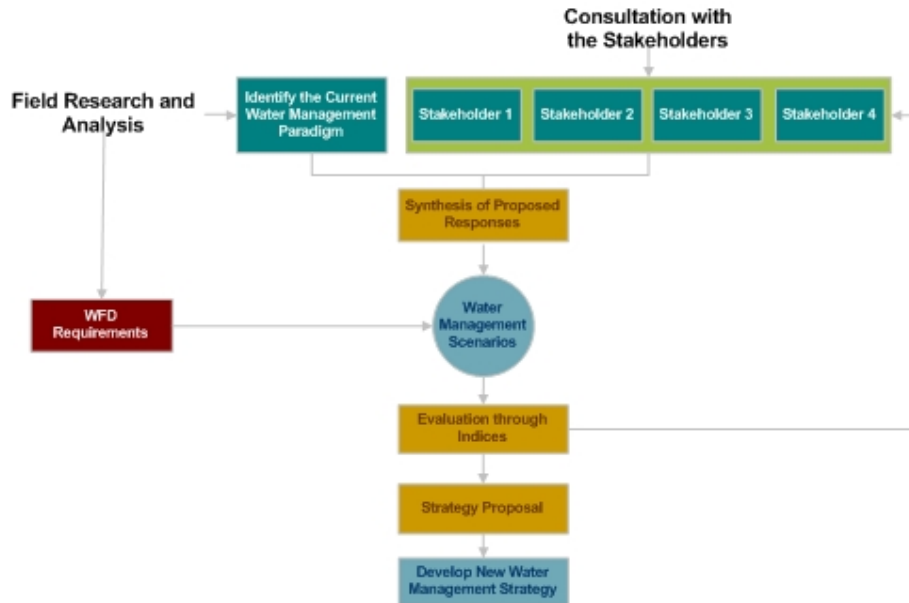 Consultation with
the Stakeholders
Field Research and
Analysis
Identify the Current
Water Management
Paradigm
Stakeholder 1
Stakeholder 2
Stakeholder 3
Stakeholder 4
Synthesis of Proposed
Responses
WFD
Requirements
Water
Management
Scenarios
Evaluation through
Indices
Strategy Proposal
Develop New Water
Management Strategy